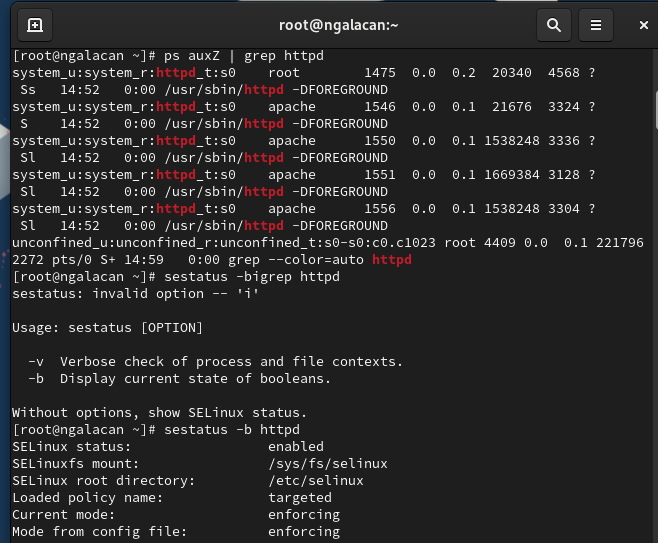 root@ngalacan:~
[root@ngalacan ~]# ps auxZ | grep httpd
system_u:system_r:httpd_t:s0    root      1475  0.0  0.2  20340  4568 ?
 Ss   14:52   0:00 /usr/sbin/httpd -DFOREGROUND
system_u:system_r:httpd_t:s0    apache    1546  0.0  0.1  21676  3324 ?
 S    14:52   0:00 /usr/sbin/httpd -DFOREGROUND
system_u:system_r:httpd_t:s0    apache    1550  0.0  0.1 1538248 3336 ?
 Sl   14:52   0:00 /usr/sbin/httpd -DFOREGROUND
system_u:system_r:httpd_t:s0    apache    1551  0.0  0.1 1669384 3128 ?
 Sl   14:52   0:00 /usr/sbin/httpd -DFOREGROUND
system_u:system_r:httpd_t:s0    apache    1556  0.0  0.1 1538248 3304 ?
 Sl   14:52   0:00 /usr/sbin/httpd -DFOREGROUND
unconfined_u:unconfined_r:unconfined_t:s0-s0:c0.c1023 root 4409 0.0  0.1 221796
2272 pts/0 S+ 14:59   0:00 grep --color=auto httpd
[root@ngalacan ~]# sestatus -bigrep httpd
sestatus: invalid option -- 'i'

Usage: sestatus [OPTION]

  -v  Verbose check of process and file contexts.
  -b  Display current state of booleans.

Without options, show SELinux status.
[root@ngalacan ~]# sestatus -b httpd
SELinux status:                 enabled
SELinuxfs mount:                /sys/fs/selinux
SELinux root directory:         /etc/selinux
Loaded policy name:             targeted
Current mode:                   enforcing
Mode from config file:          enforcing